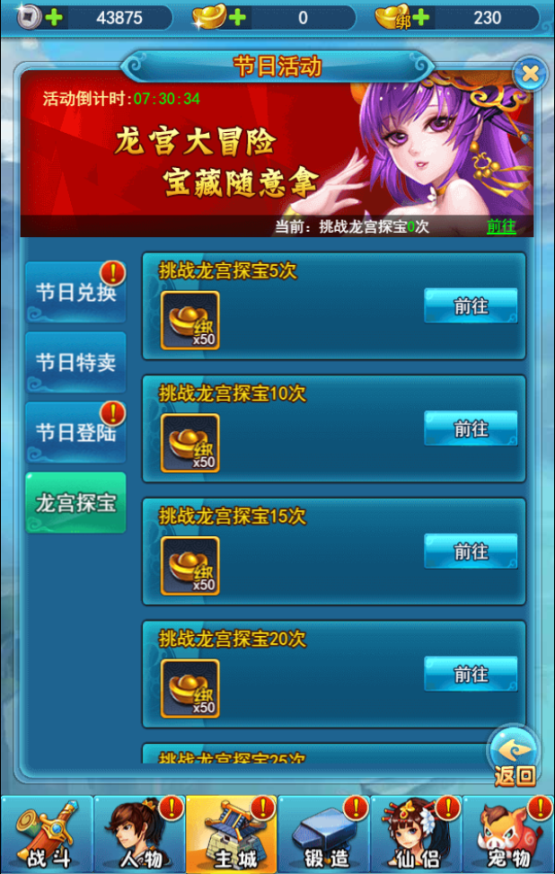 43875
0
绑
230
节日活动
活动倒计时:07:30:34
龙宫大冒险
宝藏随意拿
当前：挑战龙宫探宝0次
前往
节日兑换
节日特卖
节日登陆
龙宫探宝
挑战龙宫探宝5次
绑
x50
前往
挑战龙宫探宝10次
绑
x50
前往
挑战龙宫探宝15次
绑
x50
前往
挑战龙宫探宝20次
绑
x50
前往
挑战龙宫探宝25次
返回
战斗
人物
主城
锻造
仙侣
宠物